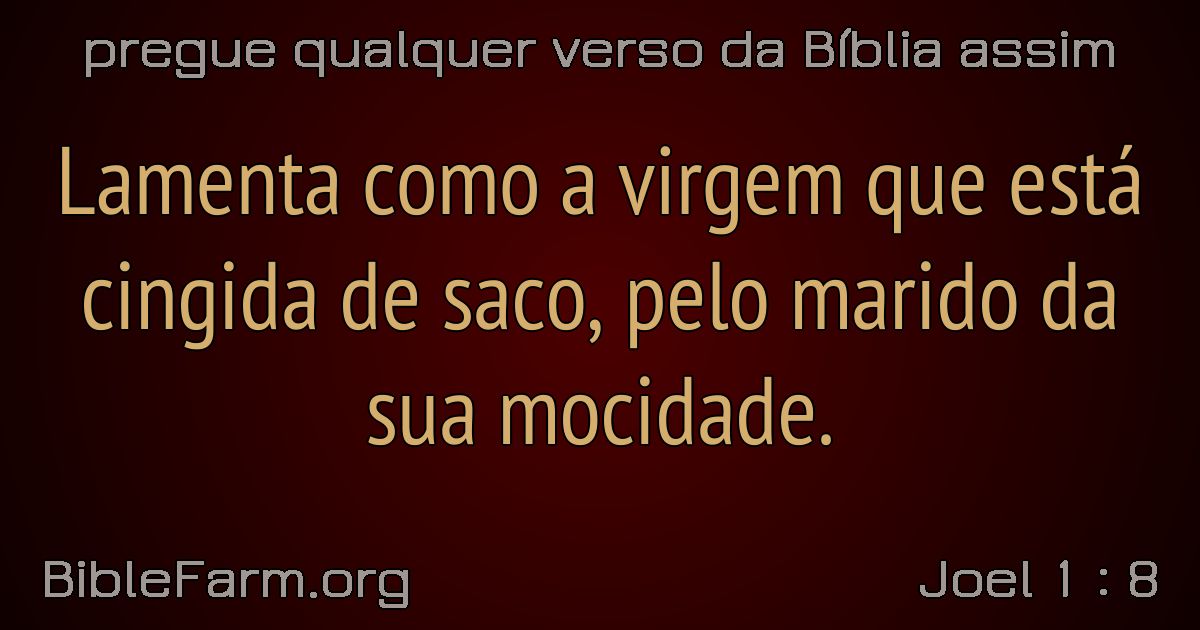 pregue qualquer verso da Bíblia assim
Lamenta como a virgem que está
cingida de saco, pelo marido da
sua mocidade.
BibleFarm.org
Joel 1 : 8